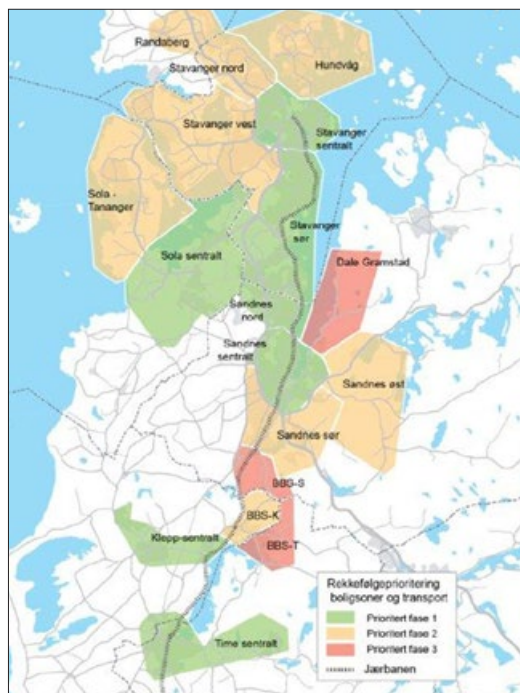 Randaberg
Stavanger nord
Hundvåg
Stavanger vest
Stavanger
sentralt
Sola -
Tananger
Stavanger
sør
Sola sentralt
Dale Gramstad
Sandnes
nord
Sandnes
sentralt
Sandnes øst
Sandnes sør
BBS-S
BBS-K
Klepp-sentralt
BBS-T
Time sentralt
Rekkefølgeprioritering
boligsoner og transport
Prioritert fase 1
Prioritert fase 2
Prioritert fase 3
Jærbanen